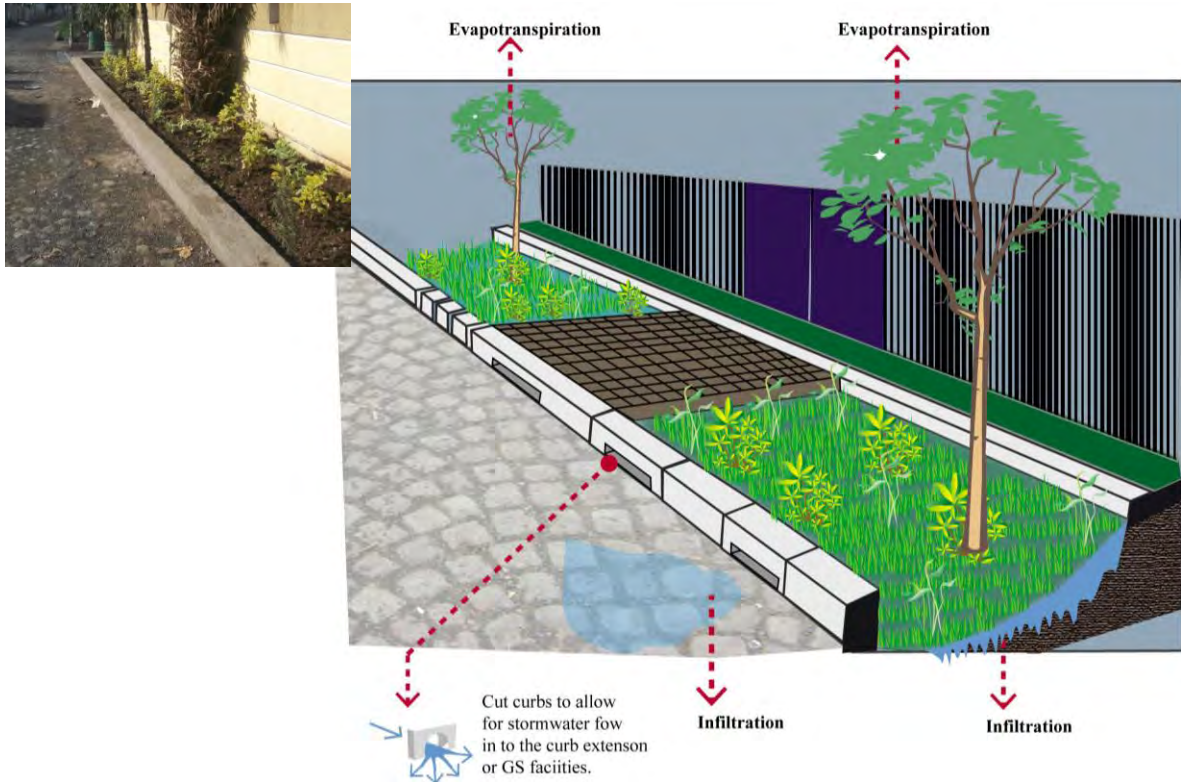 Evapotranspiration
Evapotranspiration
Cut curbs to allow
for stormwater fow
in to the curb extenson
or GS faciities.
Infiltration
Infiltration